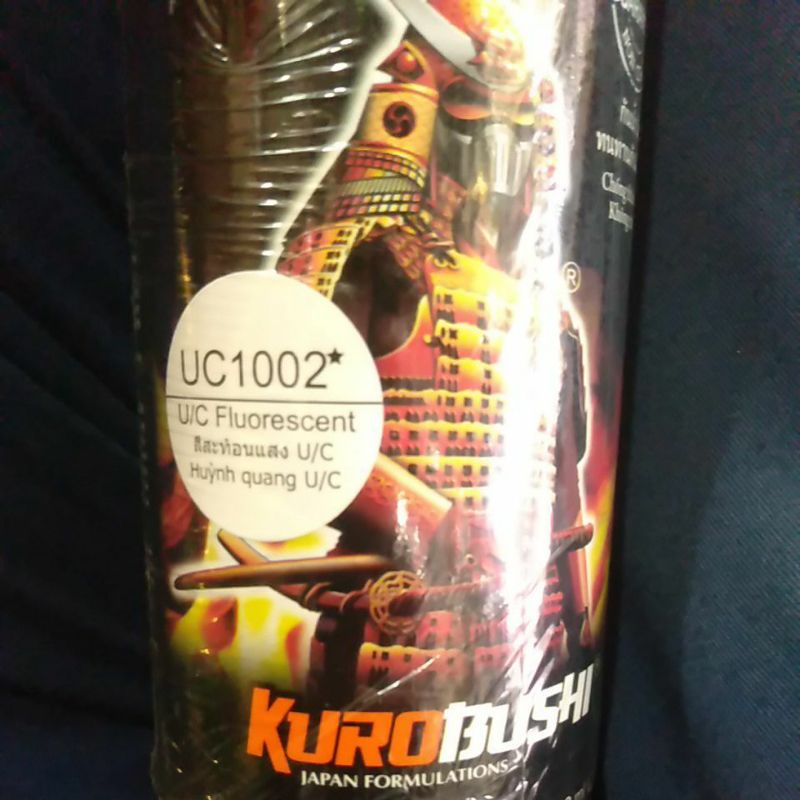 ®
UC1002*
U/C Fluorescent
สีสะท้อนแสง U/C
Huỳnh quang U/C
KUROBUSHI
JAPAN FORMULATIONS